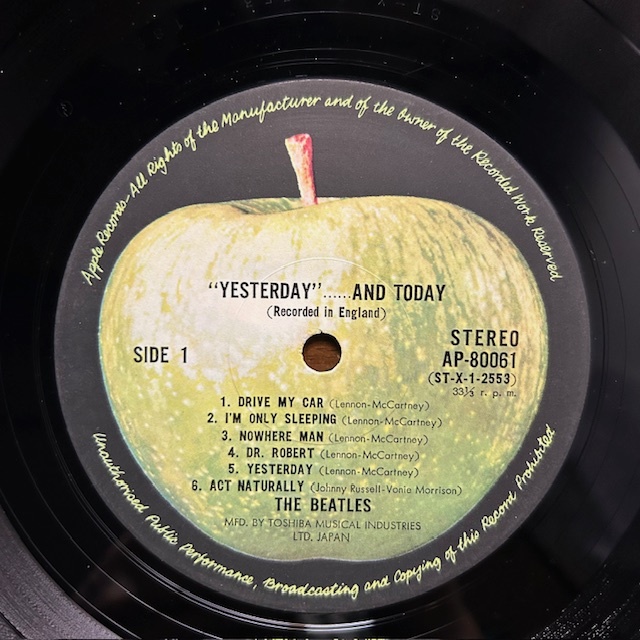 Apple Records-All Rights of the Manufacturer and of the Owner of the Recorded Work Reserved
"YESTERDAY"......AND TODAY
(Recorded in England)
SIDE 1
STEREO
AP-80061
(ST-X-1-2553)
33⅓ r. p. m.
1. DRIVE MY CAR (Lennon-McCartney)
2. I'M ONLY SLEEPING (Lennon-McCartney)
3. NOWHERE MAN (Lennon-McCartney)
4. DR. ROBERT (Lennon-McCartney)
5. YESTERDAY (Lennon-McCartney)
6. ACT NATURALLY (Johnny Russell-Vonie Morrison)
THE BEATLES
MFD. BY TOSHIBA MUSICAL INDUSTRIES
LTD. JAPAN
Unauthorised Public Performance, Broadcasting and Copying of this Record Prohibited